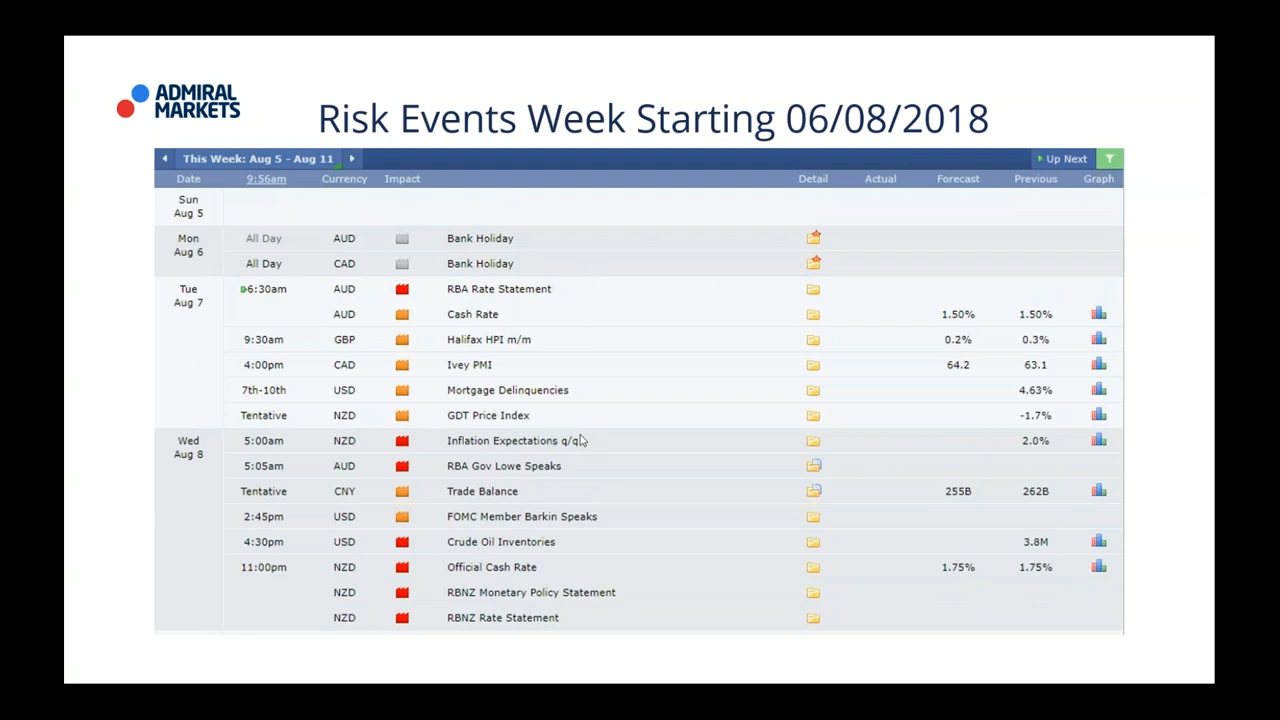 ADMIRAL
MARKETS
Risk Events Week Starting 06/08/2018
This Week: Aug 5 - Aug 11 Up Next
Date 9:56am Currency Impact Detail Actual Forecast Previous Graph
Sun
Aug 5
Mon All Day AUD Bank Holiday
Aug 6
All Day CAD Bank Holiday
Tue 6:30am AUD RBA Rate Statement
Aug 7
AUD Cash Rate 1.50% 1.50%
9:30am GBP Halifax HPI m/m 0.2% 0.3%
4:00pm CAD Ivey PMI 64.2 63.1
7th-10th USD Mortgage Delinquencies 4.63%
Tentative NZD GDT Price Index -1.7%
Wed 5:00am NZD Inflation Expectations q/q 2.0%
Aug 8
5:05am AUD RBA Gov Lowe Speaks
Tentative CNY Trade Balance 255B 262B
2:45pm USD FOMC Member Barkin Speaks
4:30pm USD Crude Oil Inventories 3.8M
11:00pm NZD Official Cash Rate 1.75% 1.75%
NZD RBNZ Monetary Policy Statement
NZD RBNZ Rate Statement